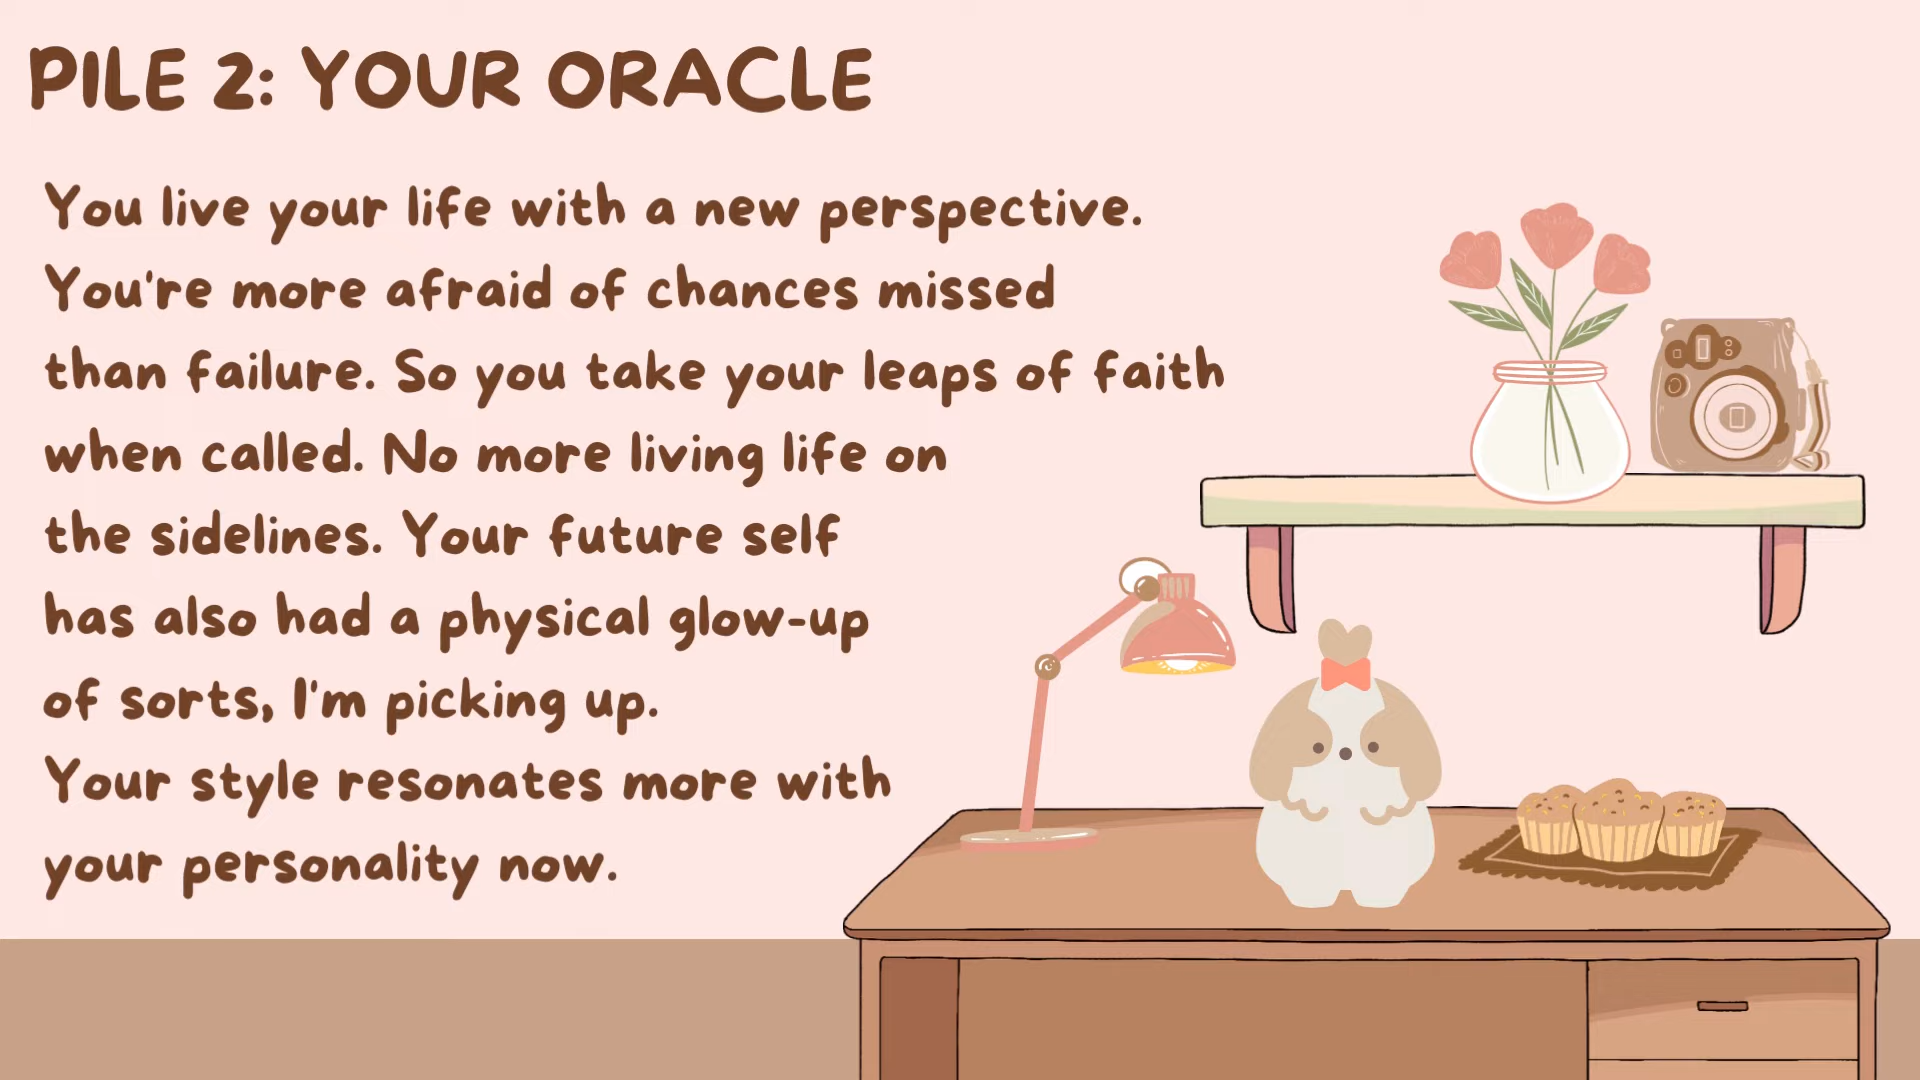 PILE 2: YOUR ORACLE
You live your life with a new perspective.
You're more afraid of chances missed
than failure. So you take your leaps of faith
when called. No more living life on
the sidelines. Your future self
has also had a physical glow-up
of sorts, I'm picking up.
Your style resonates more with
your personality now.